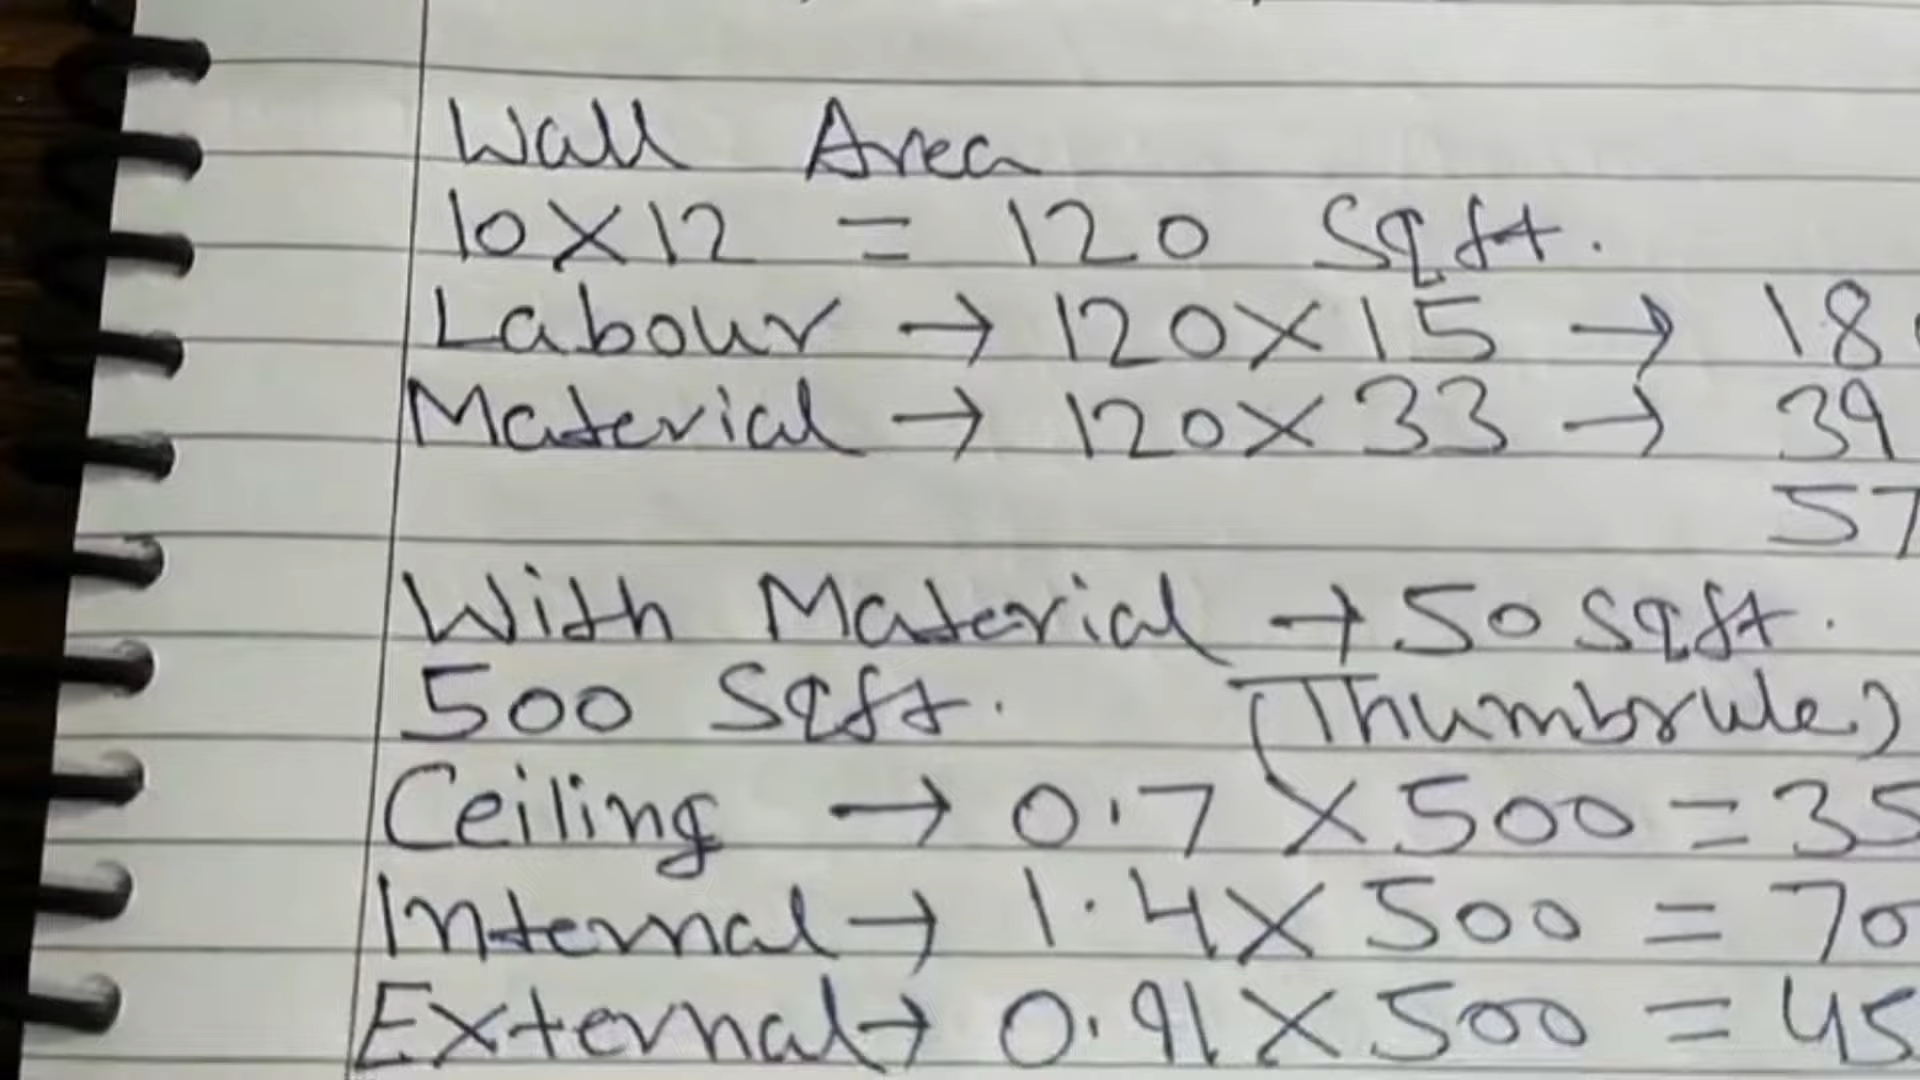 Wall Area
10X12 = 120 Sqft.
Labour → 120X15 → 18
Material → 120X33 → 39
57
With Material → 50 Sqft.
500 Sqft. (Thumbrule)
Ceiling → 0.7 X 500 = 35
Internal → 1.4X 500 = 70
External → 0.91 X 500 = 45